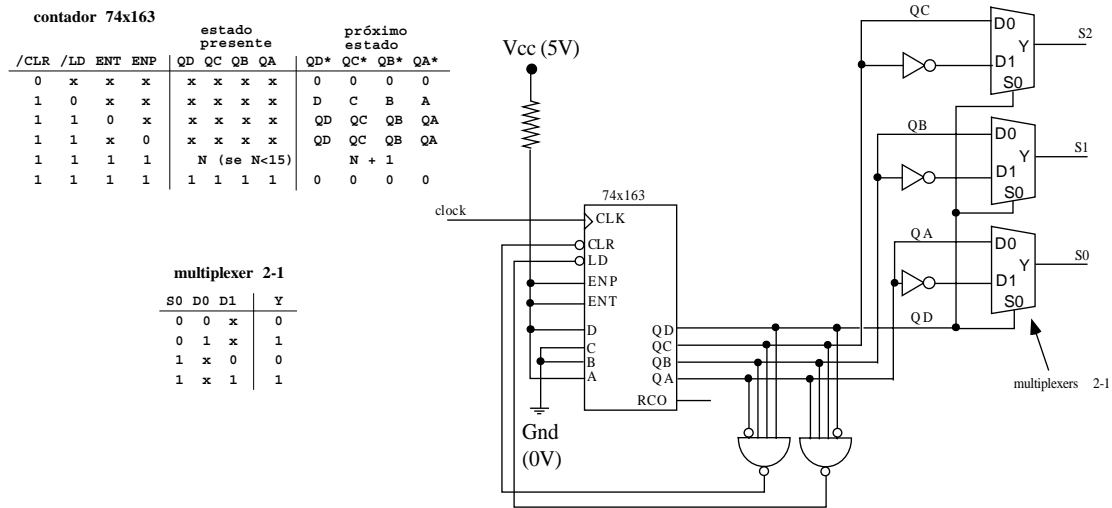 contador 74x163
estado presente
próximo estado
/CLR /LD ENT ENP QD QC QB QA QD* QC* QB* QA*
0 x x x x x x x 0 0 0 0
1 0 x x x x x x D C B A
1 1 0 x x x x x QD QC QB QA
1 1 x 0 x x x x QD QC QB QA
1 1 1 1 N (se N<15) N + 1
1 1 1 1 1 1 1 1 0 0 0 0
multiplexer 2-1
S0 D0 D1 Y
0 0 x 0
0 1 x 1
1 x 0 0
1 x 1 1
Vcc (5V)
clock
74x163
CLK
CLR
LD
ENP
ENT
D QD
C QC
B QB
A QA
RCO
Gnd
(0V)
QC
D0
Y
D1
S0
S2
QB
D0
Y
D1
S0
S1
QA
D0
Y
D1
S0
S0
QD
multiplexers 2-1